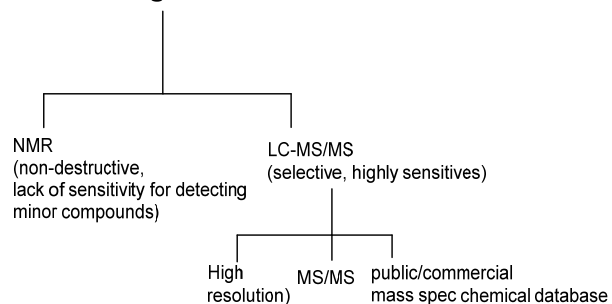 NMR
(non-destructive,
lack of sensitivity for detecting
minor compounds)
LC-MS/MS
(selective, highly sensitives)
High
resolution)
MS/MS
public/commercial
mass spec chemical database